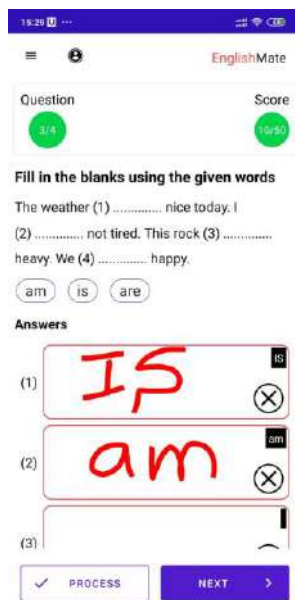 15:29 U ...
EnglishMate
Question Score
3/4 10/50
Fill in the blanks using the given words
The weather (1) ............. nice today. I
(2) ............. not tired. This rock (3) .............
heavy. We (4) ............. happy.
am is are
Answers
(1) IS IS
(2) am am
(3)
PROCESS NEXT